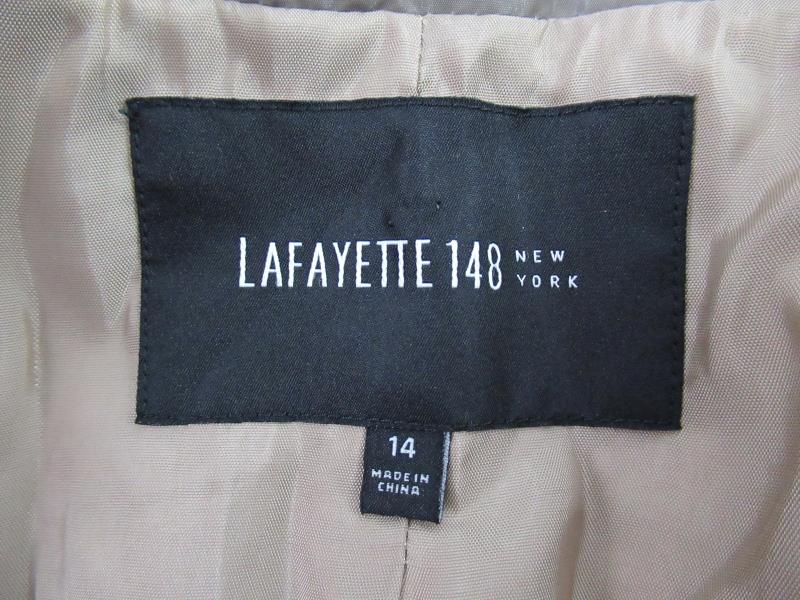 LAFAYETTE 148 NEW YORK
14
MADE IN
CHINA